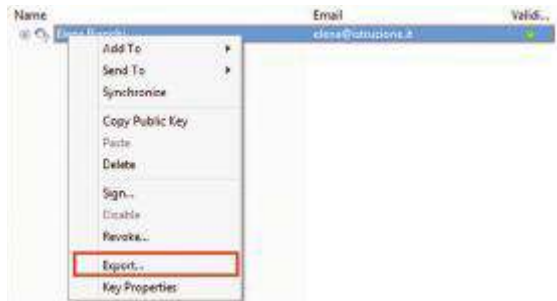 Name Email Validi...
Elena Bianchi elena@istruzione.it
Add To
Send To
Synchronize
Copy Public Key
Paste
Delete
Sign...
Disable
Revoke...
Export...
Key Properties